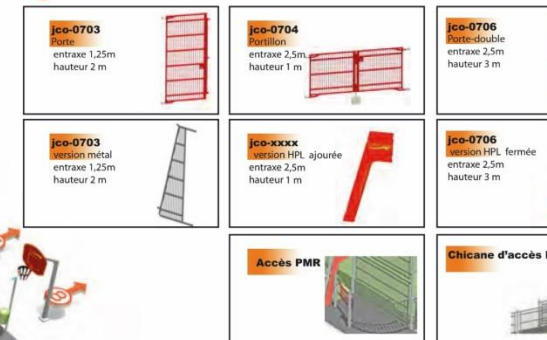 jco-0703
Porte
entraxe 1,25m
hauteur 2 m
jco-0704
Portillon
entraxe 2,5m
hauteur 1 m
jco-0706
Porte-double
entraxe 2,5m
hauteur 3 m
jco-0703
version métal
entraxe 1,25m
hauteur 2 m
jco-xxxx
version HPL ajourée
entraxe 2,5m
hauteur 1 m
jco-0706
version HPL fermée
entraxe 2,5m
hauteur 3 m
Accès PMR
Chicane d'accès
8